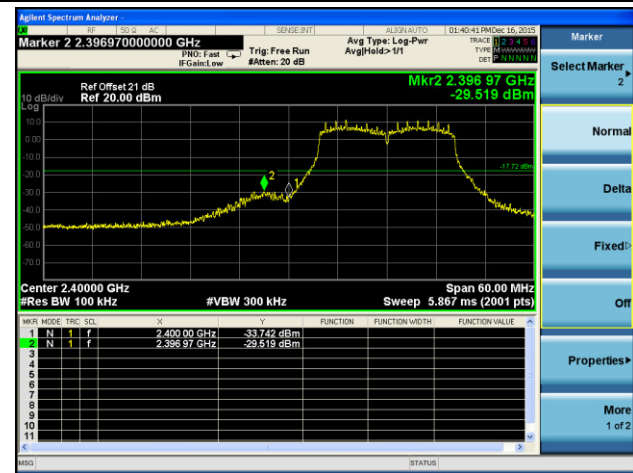 Agilent Spectrum Analyzer -
RF 50 Ω AC SENSE:INT ALIGN AUTO 01:40:41 PM Dec 16, 2015
Marker 2 2.396970000000 GHz
PNO: Fast
IFGain:Low
Trig: Free Run
#Atten: 20 dB
Avg Type: Log-Pwr
Avg|Hold:>1/1
TRACE 1 2 3 4 5 6
TYPE M
DET P N N N N N
Ref Offset 21 dB
10 dB/div Ref 20.00 dBm
Log
Mkr2 2.396 97 GHz
-29.519 dBm
10.0
0.00
-10.0
-17.72 dBm
-20.0
-30.0
-40.0
-50.0
-60.0
-70.0
2
1
Center 2.40000 GHz Span 60.00 MHz
#Res BW 100 kHz #VBW 300 kHz Sweep 5.867 ms (2001 pts)
MKR MODE TRC SCL X Y FUNCTION FUNCTION WIDTH FUNCTION VALUE
1 N 1 f 2.400 00 GHz -33.742 dBm
2 N 1 f 2.396 97 GHz -29.519 dBm
3
4
5
6
7
8
9
10
11
MSG STATUS
Marker
Select Marker
2
Normal
Delta
Fixed
Off
Properties
More
1 of 2